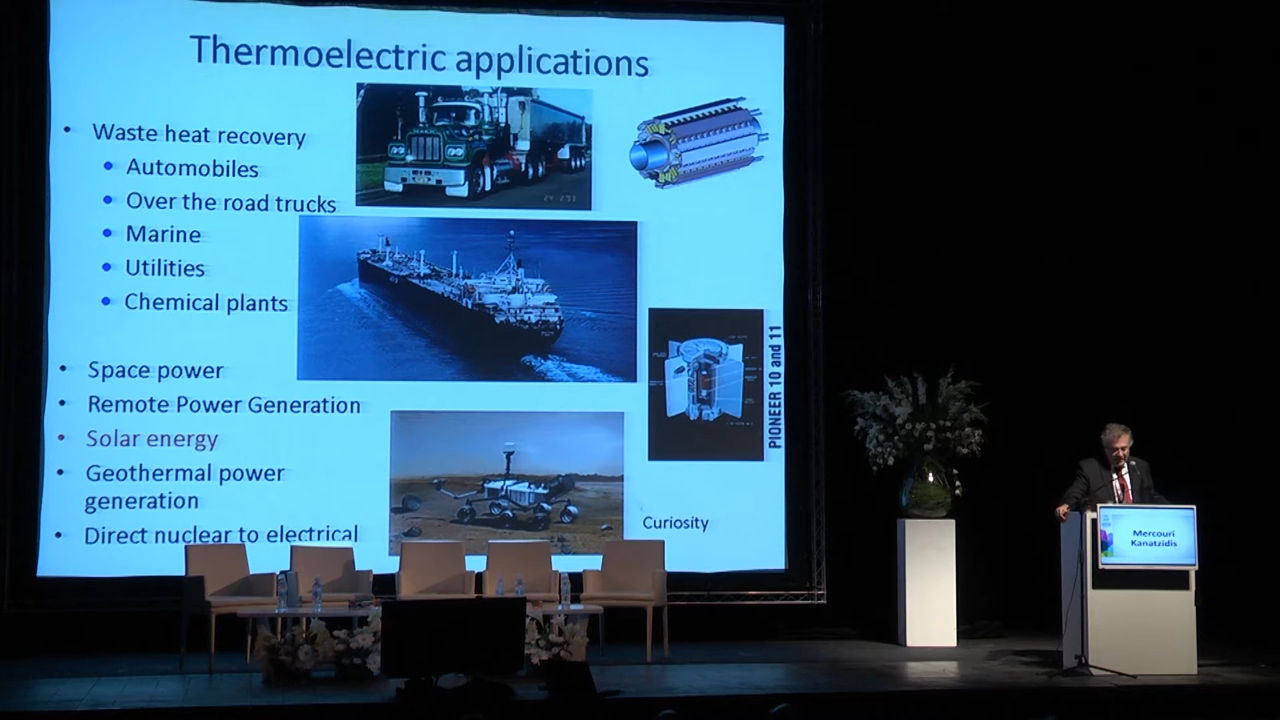 Thermoelectric applications
• Waste heat recovery
• Automobiles
• Over the road trucks
• Marine
• Utilities
• Chemical plants
• Space power
• Remote Power Generation
• Solar energy
• Geothermal power
generation
• Direct nuclear to electrical
PIONEER 10 and 11
Curiosity
Mercouri
Kanatzidis